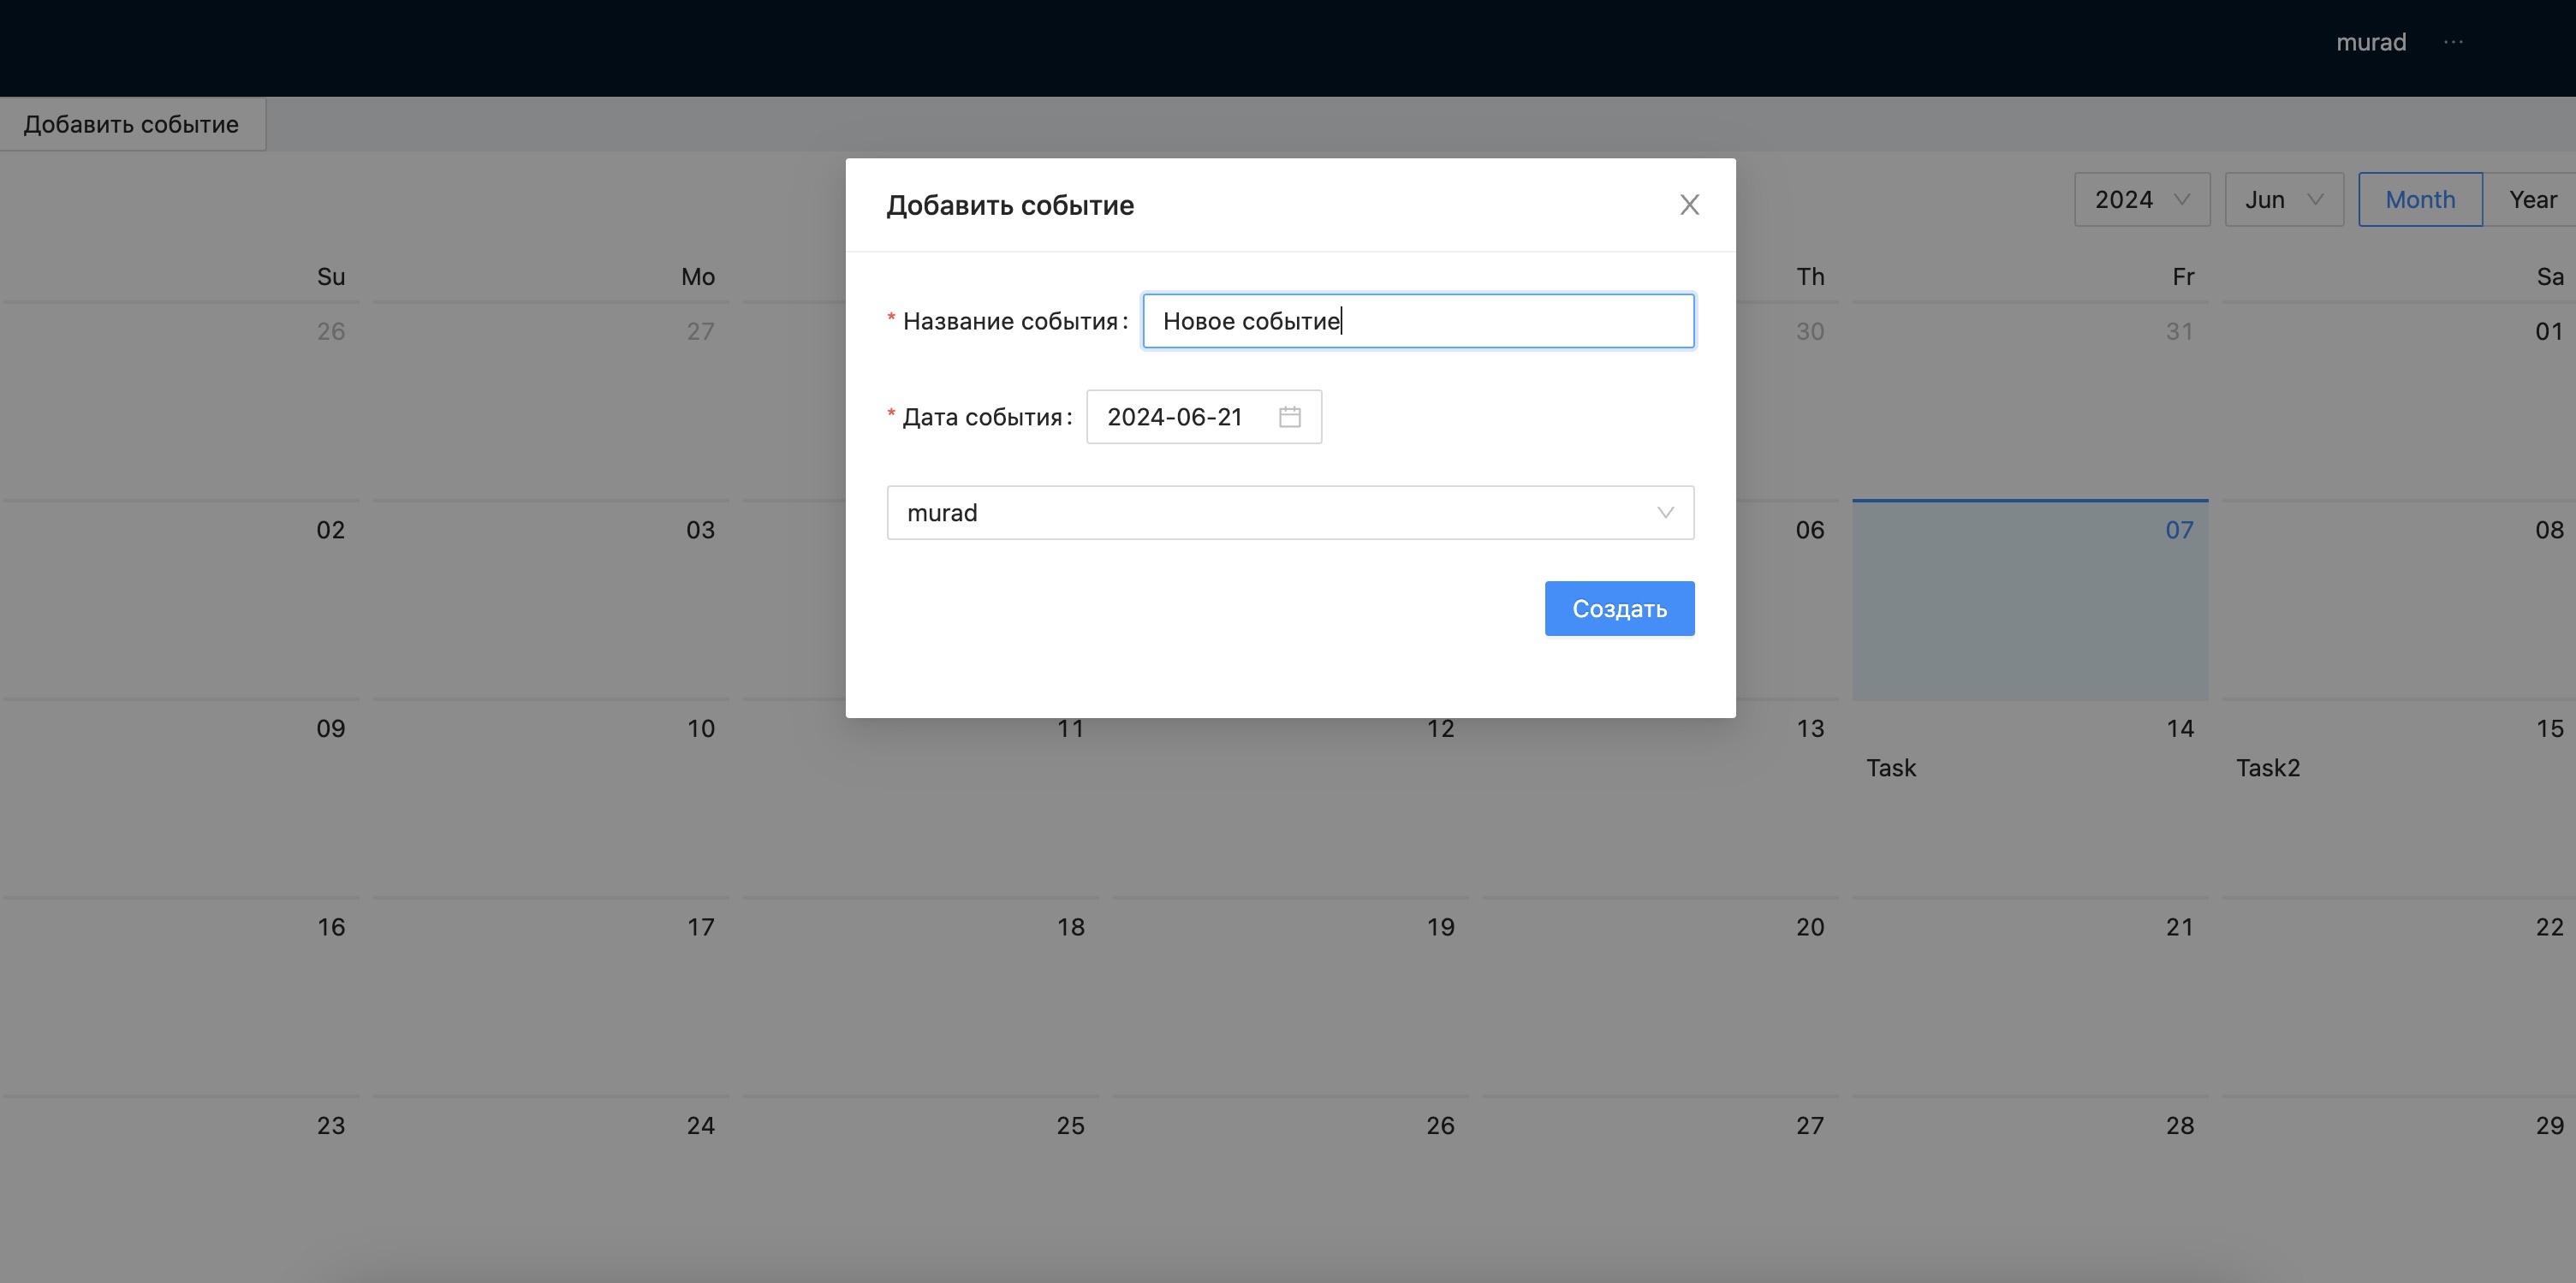 murad ···
Добавить событие
Добавить событие
2024 Jun Month Year
Su Mo Th Fr Sa
* Название события: Новое событие
26 27 30 31 01
* Дата события: 2024-06-21
murad
02 03 06 07 08
Создать
09 10 11 12 13 14 15
Task Task2
16 17 18 19 20 21 22
23 24 25 26 27 28 29